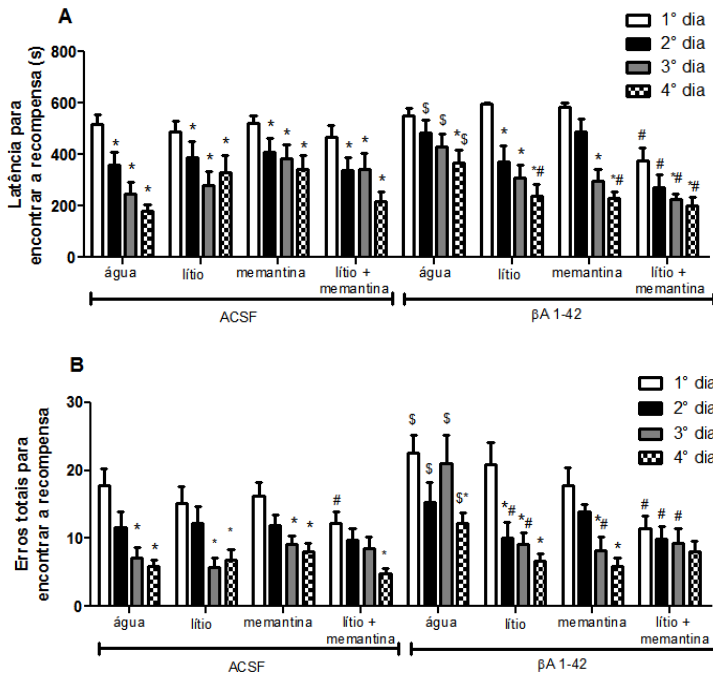 A
1° dia
2° dia
3° dia
4° dia
Latência para
encontrar a recompensa (s)
800
600
400
200
0
* * *
* * *
* * *
* * *
$ $ *$
* * *#
* *#
# # *# *#
água lítio memantina lítio +
memantina
água lítio memantina lítio +
memantina
ACSF
βA 1-42
B
1° dia
2° dia
3° dia
4° dia
Erros totais para
encontrar a recompensa
30
20
10
0
* *
* *
* *
# *
$ $ $ $*
*# *# *
*# *
# # #
água lítio memantina lítio +
memantina
água lítio memantina lítio +
memantina
ACSF
βA 1-42